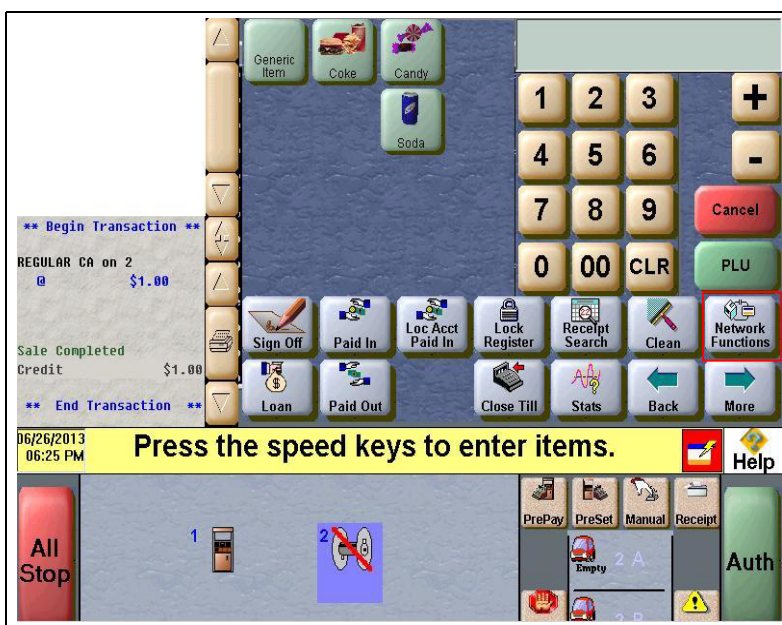 Generic
Item
Coke
Candy
Soda
1 2 3 +
4 5 6 -
7 8 9 Cancel
0 00 CLR PLU
** Begin Transaction **
REGULAR CA on 2
@ $1.00
Sale Completed
Credit $1.00
** End Transaction **
Sign Off
Paid In
Loc Acct
Paid In
Lock
Register
Receipt
Search
Clean
Network
Functions
Loan
Paid Out
Close Till
Stats
Back
More
06/26/2013
06:25 PM
Press the speed keys to enter items.
Help
All
Stop
1
2
PrePay
PreSet
Manual
Receipt
Empty
2 A
2 B
Auth